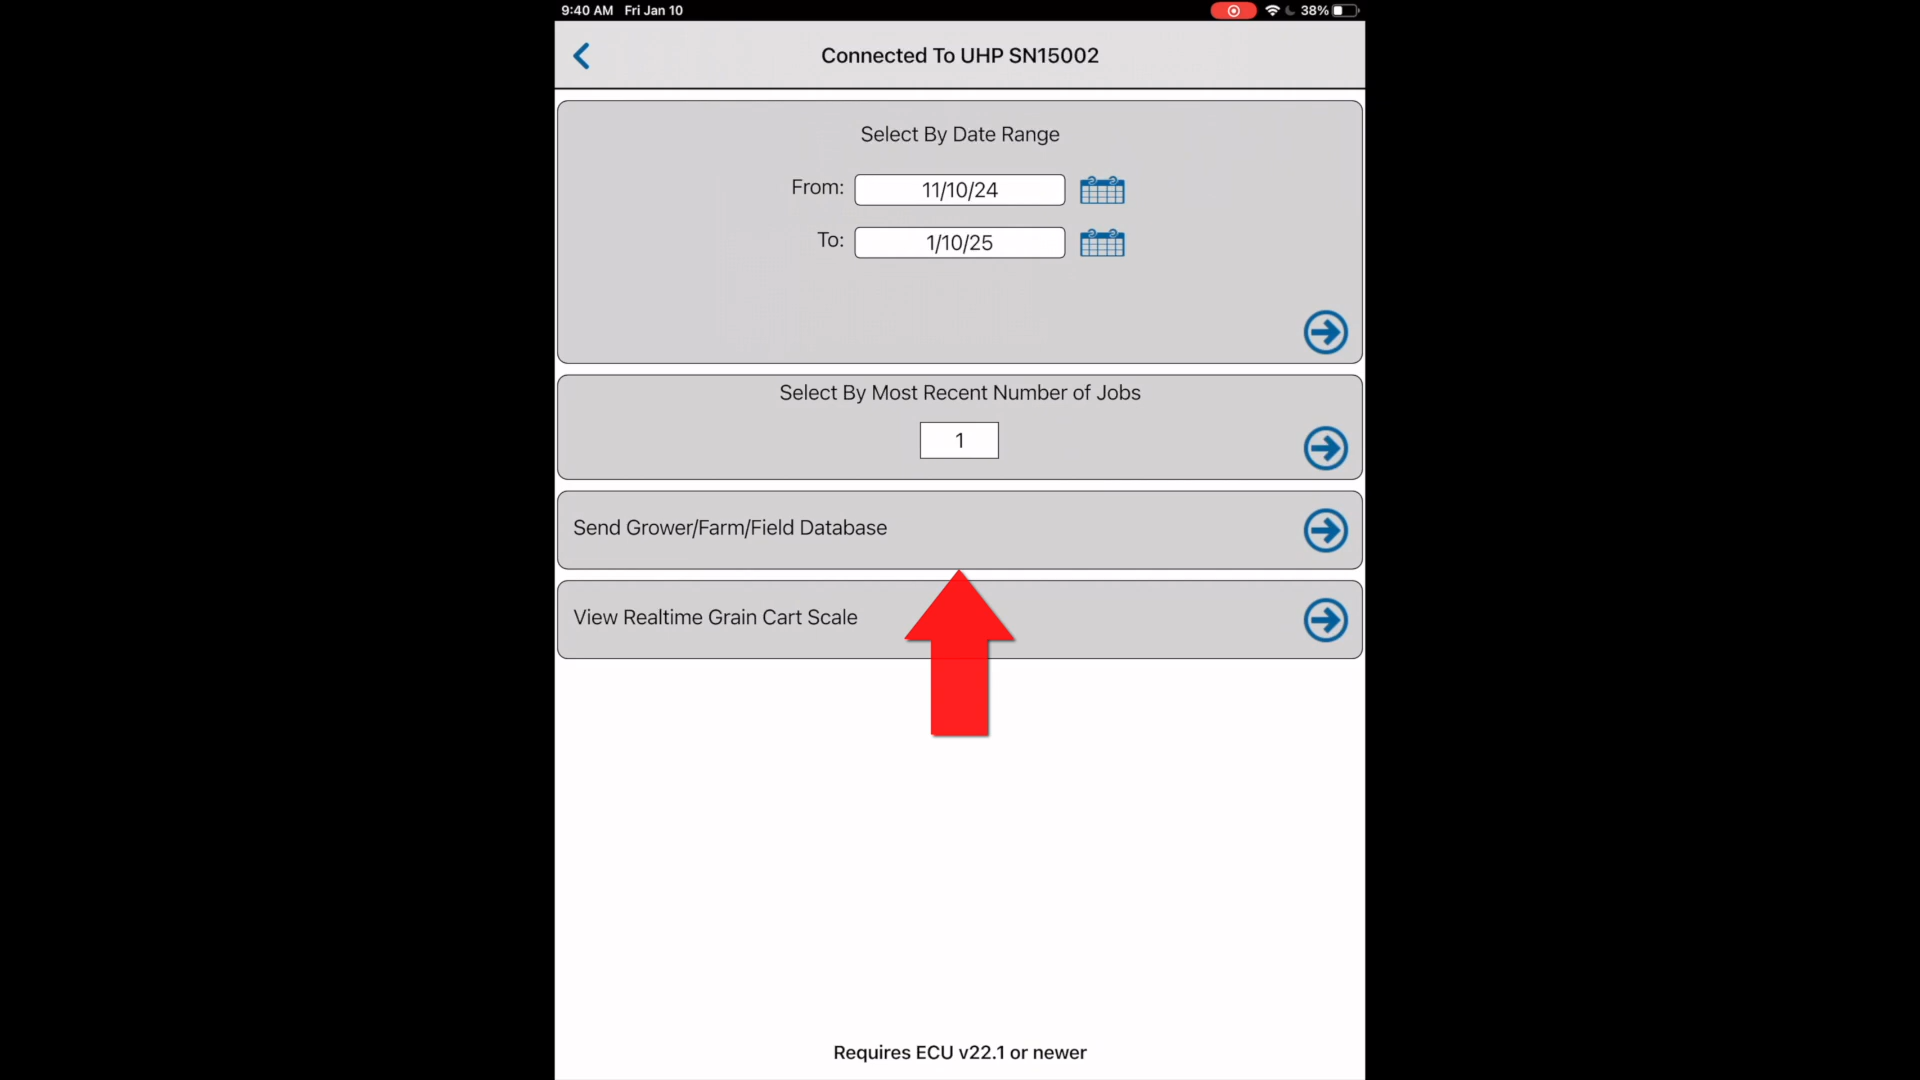 9:40 AM Fri Jan 10 38%
Connected To UHP SN15002
Select By Date Range
From: 11/10/24
To: 1/10/25
Select By Most Recent Number of Jobs
1
Send Grower/Farm/Field Database
View Realtime Grain Cart Scale
Requires ECU v22.1 or newer